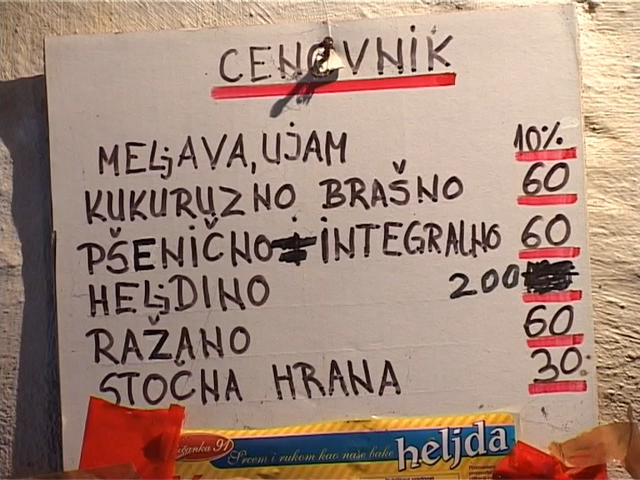 CENOVNIK
MELjAVA, UJAM 10%
KUKURUZNO BRAŠNO 60
PŠENIČNO INTEGRALNO 60
HELjDINO 200
RAŽANO 60
STOČNA HRANA 30
Srcem i rukom kao naše bake
heljda